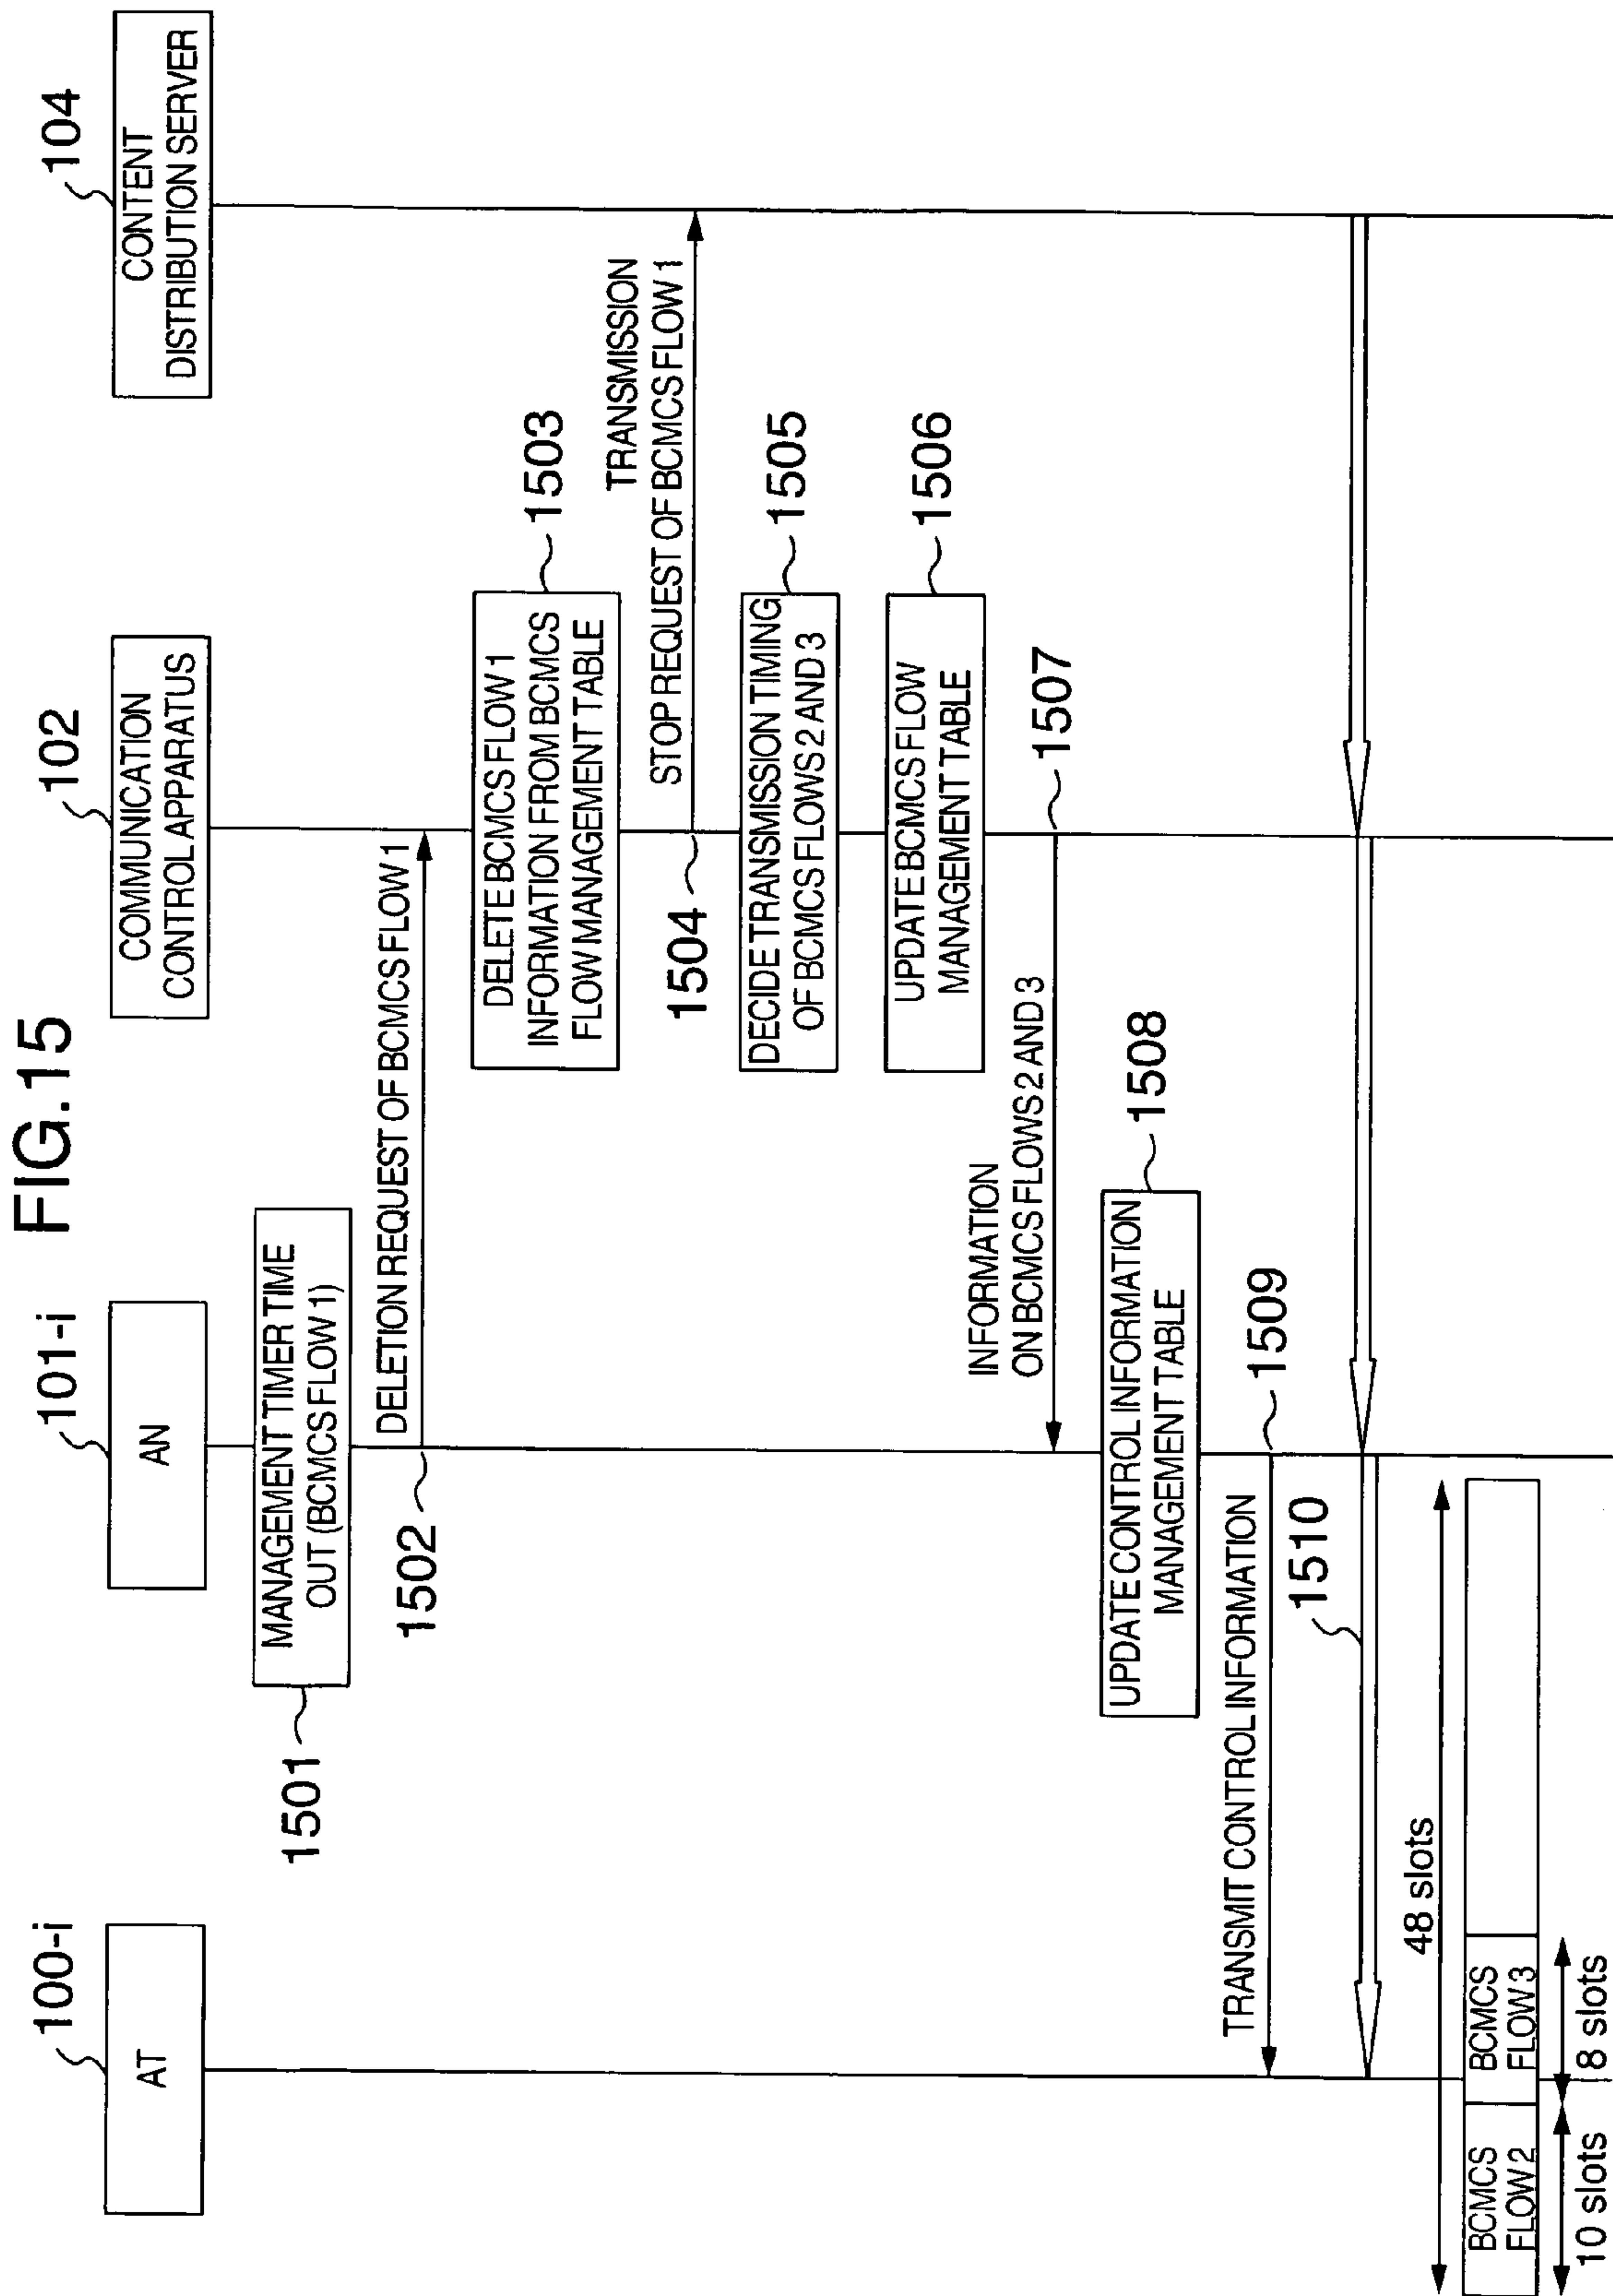 FIG.15
100-i
AT
101-i
AN
102
COMMUNICATION
CONTROL APPARATUS
104
CONTENT
DISTRIBUTION SERVER
1501
MANAGEMENT TIMER TIME
OUT (BCMCS FLOW 1)
DELETION REQUEST OF BCMCS FLOW 1
1502
DELETE BCMCS FLOW 1
INFORMATION FROM BCMCS
FLOW MANAGEMENT TABLE
1503
TRANSMISSION
STOP REQUEST OF BCMCS FLOW 1
1504
DECIDE TRANSMISSION TIMING
OF BCMCS FLOWS 2 AND 3
1505
UPDATE BCMCS FLOW
MANAGEMENT TABLE
1506
INFORMATION
ON BCMCS FLOWS 2 AND 3
1507
UPDATE CONTROL INFORMATION
MANAGEMENT TABLE
1508
TRANSMIT CONTROL INFORMATION
1509
1510
48 slots
BCMCS
FLOW 2
BCMCS
FLOW 3
10 slots
8 slots